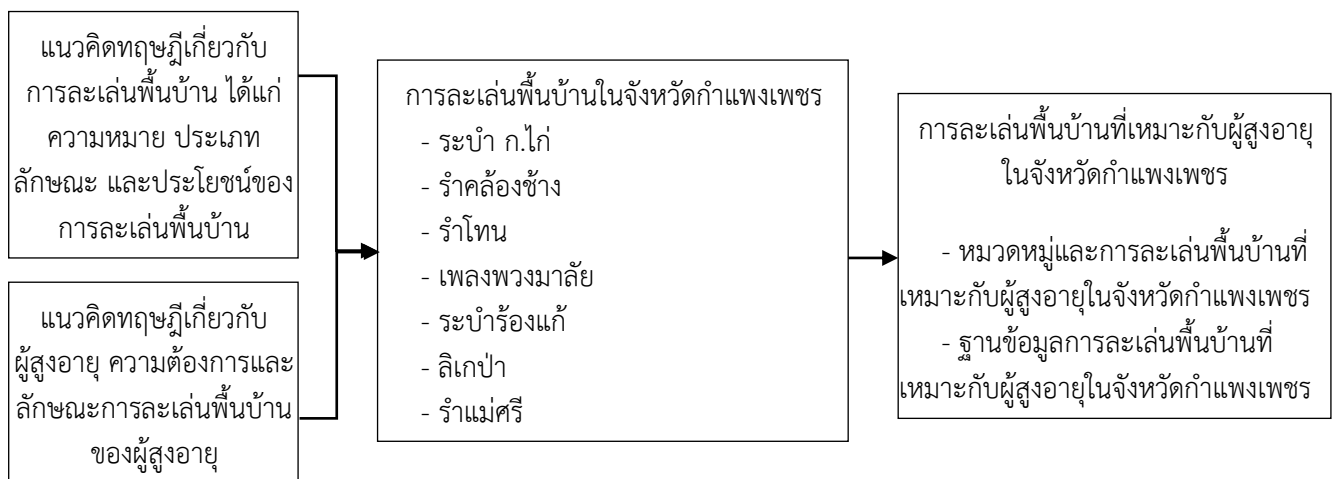 แนวคิดทฤษฎีเกี่ยวกับ
การละเล่นพื้นบ้าน ได้แก่
ความหมาย ประเภท
ลักษณะ และประโยชน์ของ
การละเล่นพื้นบ้าน
แนวคิดทฤษฎีเกี่ยวกับ
ผู้สูงอายุ ความต้องการและ
ลักษณะการละเล่นพื้นบ้าน
ของผู้สูงอายุ
การละเล่นพื้นบ้านในจังหวัดกำแพงเพชร
- ระบำ ก.ไก่
- รำคล้องช้าง
- รำโทน
- เพลงพวงมาลัย
- ระบำร้องแก้
- ลิเกป่า
- รำแม่ศรี
การละเล่นพื้นบ้านที่เหมาะกับผู้สูงอายุ
ในจังหวัดกำแพงเพชร
- หมวดหมู่และการละเล่นพื้นบ้านที่
เหมาะกับผู้สูงอายุในจังหวัดกำแพงเพชร
- ฐานข้อมูลการละเล่นพื้นบ้านที่
เหมาะกับผู้สูงอายุในจังหวัดกำแพงเพชร